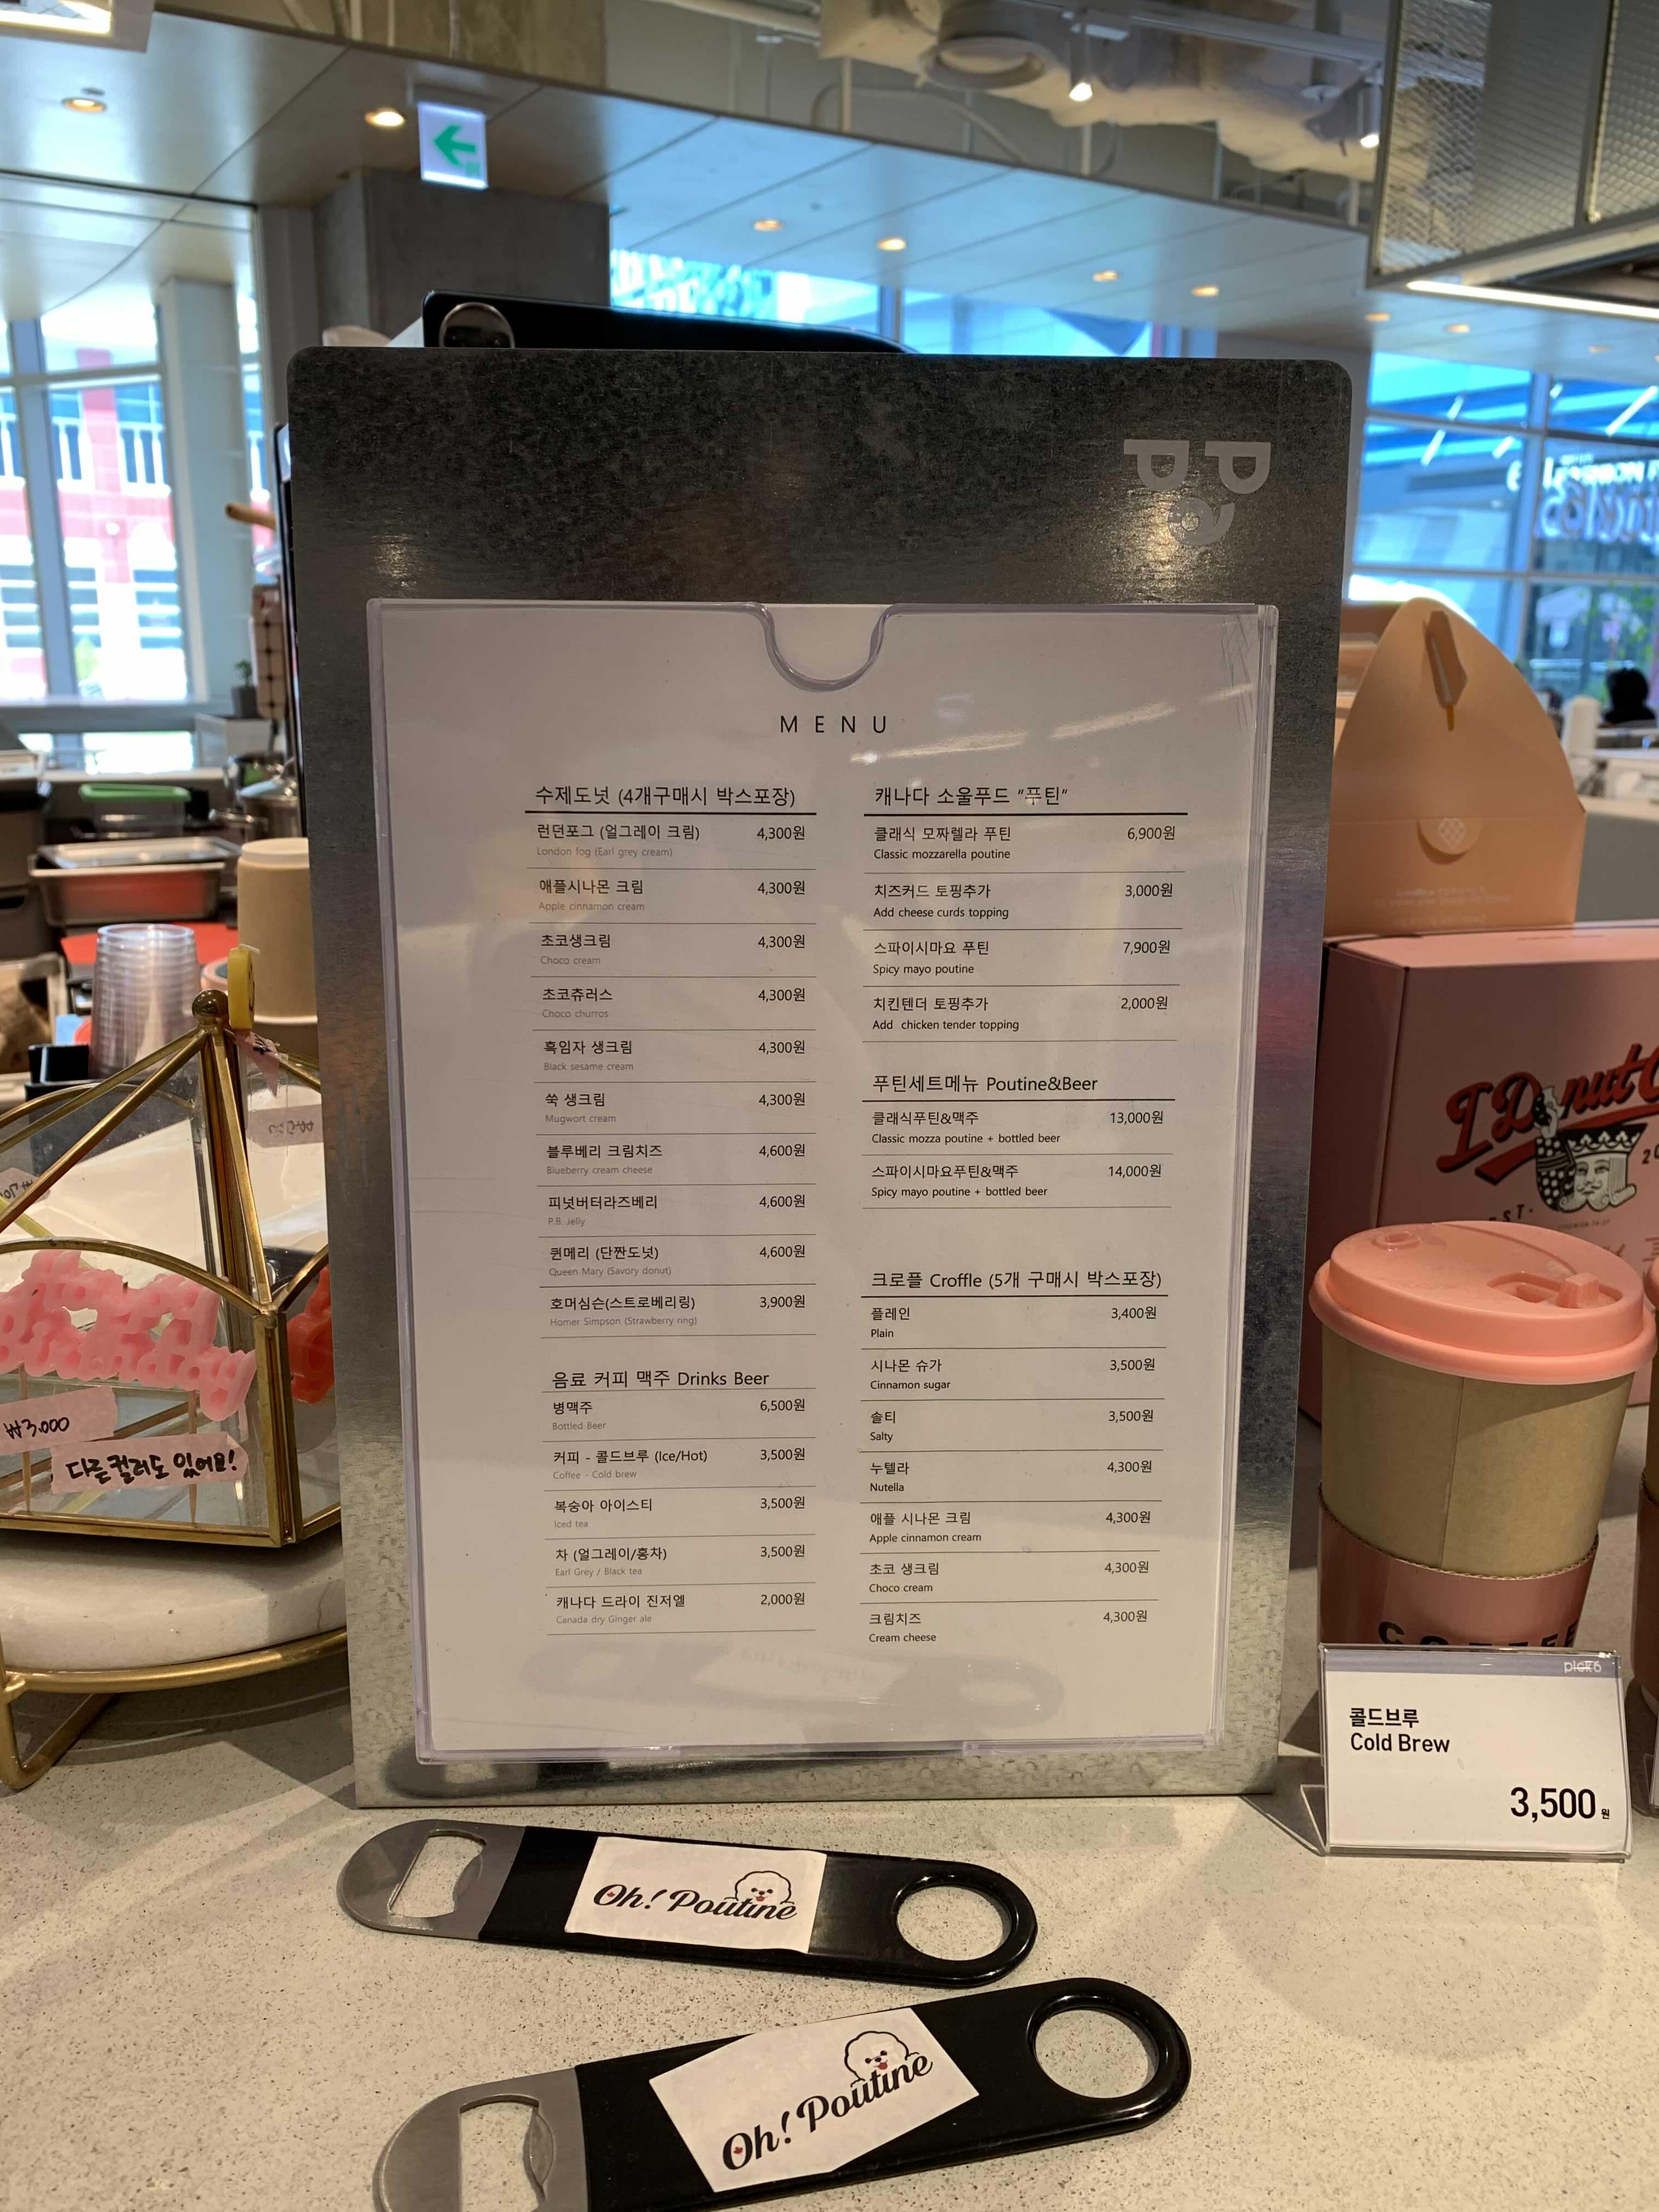 MENU
수제도넛 (4개구매시 박스포장)
런던포그 (얼그레이 크림) 4,300원
London fog (Earl grey cream)
애플시나몬 크림 4,300원
Apple cinnamon cream
초코생크림 4,300원
Choco cream
초코츄러스 4,300원
Choco churros
흑임자 생크림 4,300원
Black sesame cream
쑥 생크림 4,300원
Mugwort cream
블루베리 크림치즈 4,600원
Blueberry cream cheese
피넛버터라즈베리 4,600원
P.B. Jelly
퀸메리 (단짠도넛) 4,600원
Queen Mary (Savory donut)
호머심슨(스트로베리링) 3,900원
Homer Simpson (Strawberry ring)
음료 커피 맥주 Drinks Beer
병맥주 6,500원
Bottled Beer
커피 - 콜드브루 (Ice/Hot) 3,500원
Coffee - Cold brew
복숭아 아이스티 3,500원
Iced tea
차 (얼그레이/홍차) 3,500원
Earl Grey / Black tea
캐나다 드라이 진저엘 2,000원
Canada dry Ginger ale
캐나다 소울푸드 “푸틴”
클래식 모짜렐라 푸틴 6,900원
Classic mozzarella poutine
치즈커드 토핑추가 3,000원
Add cheese curds topping
스파이시마요 푸틴 7,900원
Spicy mayo poutine
치킨텐더 토핑추가 2,000원
Add chicken tender topping
푸틴세트메뉴 Poutine&Beer
클래식푸틴&맥주 13,000원
Classic mozza poutine + bottled beer
스파이시마요푸틴&맥주 14,000원
Spicy mayo poutine + bottled beer
크로플 Croffle (5개 구매시 박스포장)
플레인 3,400원
Plain
시나몬 슈가 3,500원
Cinnamon sugar
솔티 3,500원
Salty
누텔라 4,300원
Nutella
애플 시나몬 크림 4,300원
Apple cinnamon cream
초코 생크림 4,300원
Choco cream
크림치즈 4,300원
Cream cheese
₩3.000
다른컬러도 있어요!
I Donut
EST.
COFFEE
pick6
콜드브루
Cold Brew
3,500원
Oh! Poutine
Oh! Poutine